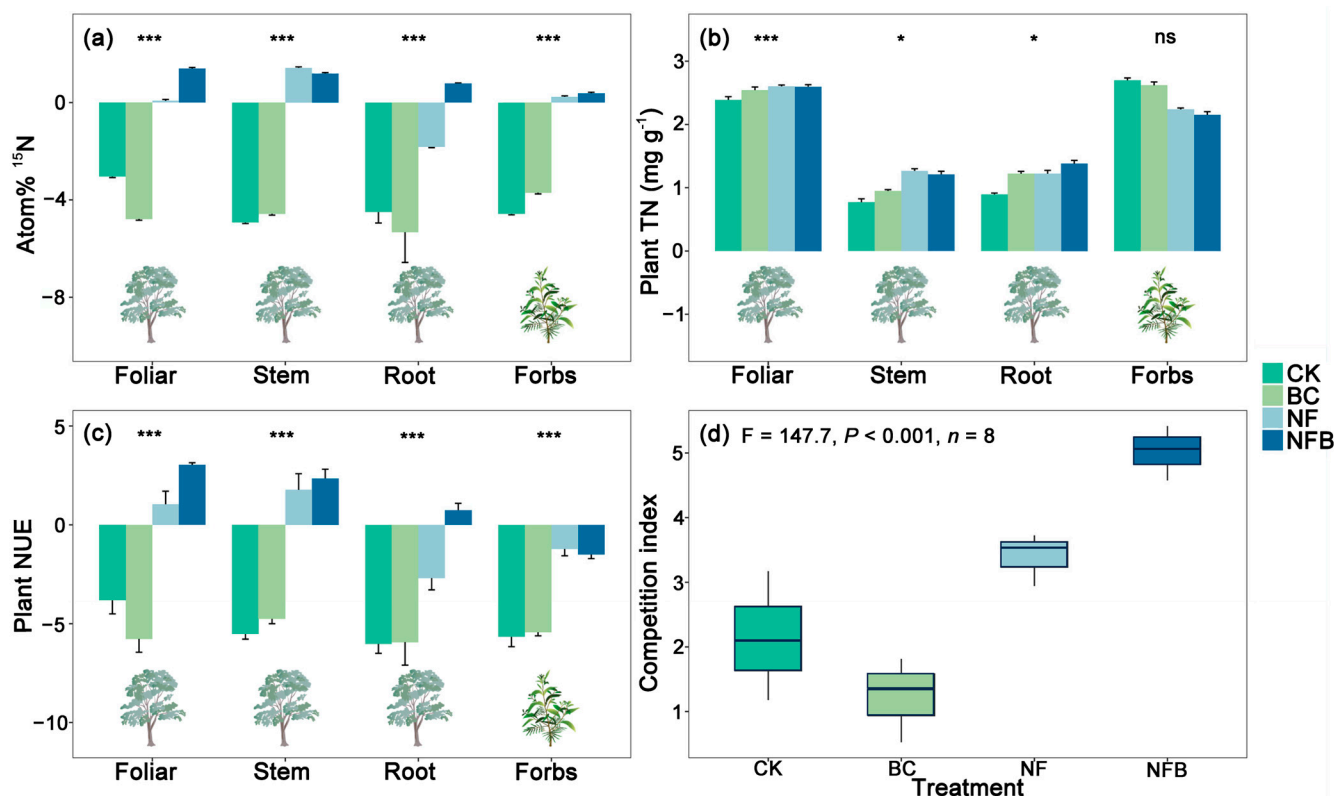 (a) *** *** *** ***
Atom% ¹⁵N
0
−4
−8
Foliar Stem Root Forbs
(b) *** * * ns
Plant TN (mg g⁻¹)
3
2
1
0
−1
Foliar Stem Root Forbs
CK
BC
NF
NFB
(c) *** *** *** ***
Plant NUE
5
0
−5
−10
Foliar Stem Root Forbs
(d) F = 147.7, P < 0.001, n = 8
Competition index
5
4
3
2
1
CK BC NF NFB
Treatment